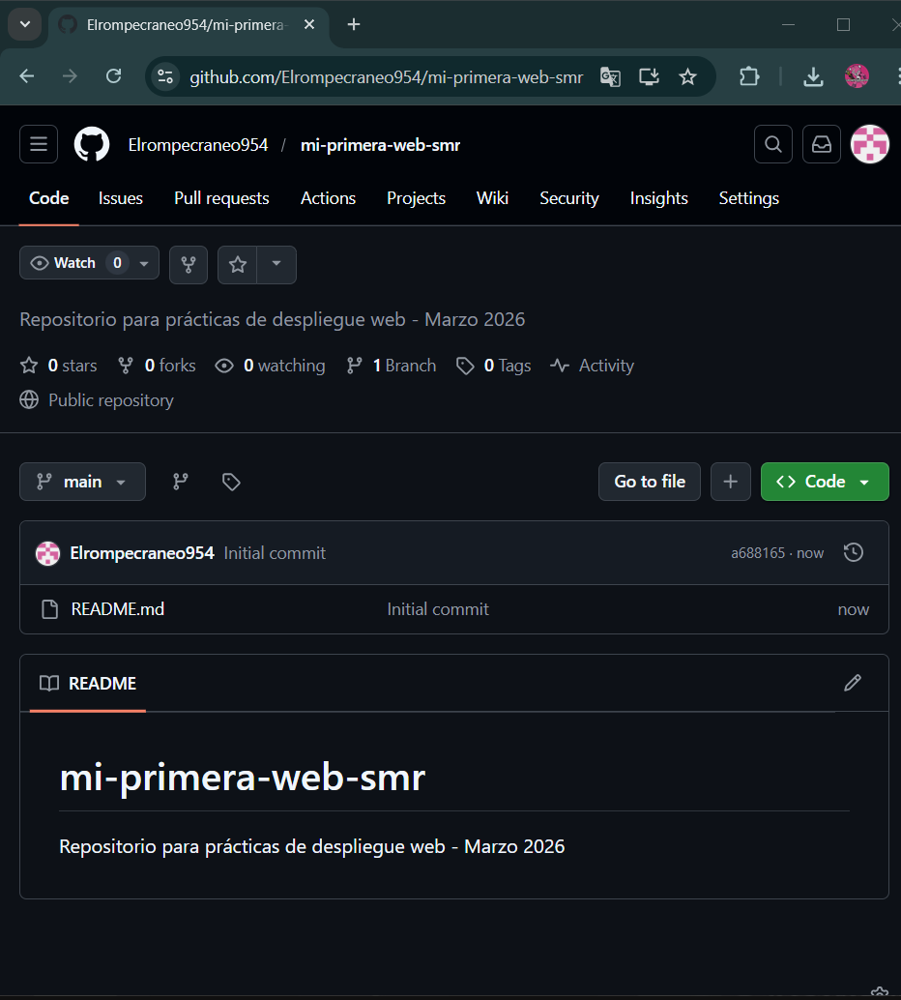 Elrompecraneo954/mi-primera-
github.com/Elrompecraneo954/mi-primera-web-smr
Elrompecraneo954 / mi-primera-web-smr
Code Issues Pull requests Actions Projects Wiki Security Insights Settings
Watch 0
Repositorio para prácticas de despliegue web - Marzo 2026
0 stars 0 forks 0 watching 1 Branch 0 Tags Activity
Public repository
main Go to file Code
Elrompecraneo954 Initial commit a688165 · now
README.md Initial commit now
README
mi-primera-web-smr
Repositorio para prácticas de despliegue web - Marzo 2026